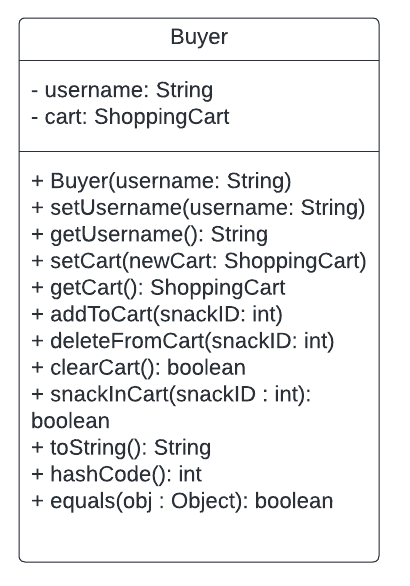 Buyer
- username: String
- cart: ShoppingCart
+ Buyer(username: String)
+ setUsername(username: String)
+ getUsername(): String
+ setCart(newCart: ShoppingCart)
+ getCart(): ShoppingCart
+ addToCart(snackID: int)
+ deleteFromCart(snackID: int)
+ clearCart(): boolean
+ snackInCart(snackID : int):
boolean
+ toString(): String
+ hashCode(): int
+ equals(obj : Object): boolean